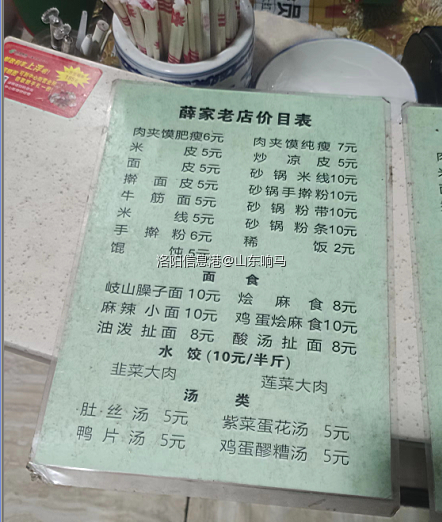 薛家老店价目表
肉夹馍肥瘦6元 肉夹馍纯瘦 7元
米皮 5元 炒凉皮 5元
面皮 5元 砂锅米线10元
擀面皮 5元 砂锅手擀粉10元
牛筋面 5元 砂锅粉带10元
米线 5元 砂锅粉条10元
手擀粉 6元 稀饭 2元
馄饨 5元
洛阳信息港@山东响马
面食
岐山臊子面 10元 烩麻食 8元
麻辣小面 10元 鸡蛋烩麻食10元
油泼扯面 8元 酸汤扯面 8元
水饺(10元/半斤)
韭菜大肉 莲菜大肉
汤类
肚丝汤 5元 紫菜蛋花汤 5元
鸭片汤 5元 鸡蛋醪糟汤 5元